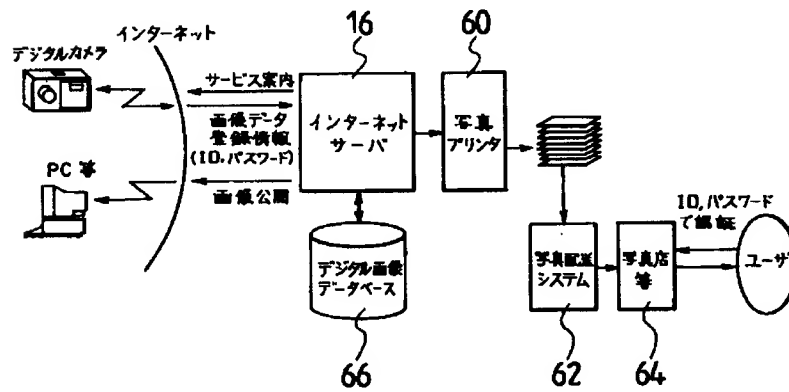 インターネット
デジタルカメラ
PC 等
サービス案内
画像データ
登録情報
(ID,パスワード)
画像公開
16
インターネット
サーバ
デジタル画像
データベース
66
60
写真
プリンタ
写真配送
システム
62
写真店
等
64
ID,パスワード
で認証
ユーザ